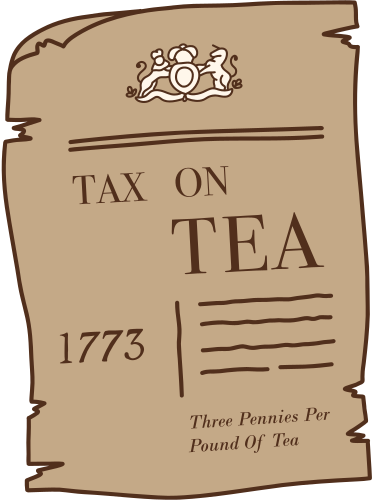 TAX ON
TEA
1773
Three Pennies Per
Pound Of Tea